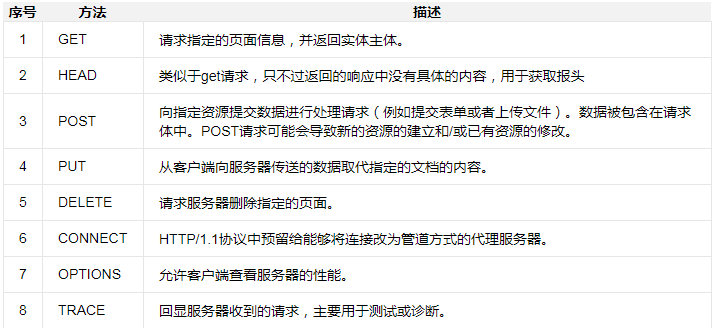 序号 方法 描述
1 GET 请求指定的页面信息，并返回实体主体。
2 HEAD 类似于get请求，只不过返回的响应中没有具体的内容，用于获取报头
3 POST 向指定资源提交数据进行处理请求（例如提交表单或者上传文件）。数据被包含在请求
体中。POST请求可能会导致新的资源的建立和/或已有资源的修改。
4 PUT 从客户端向服务器传送的数据取代指定的文档的内容。
5 DELETE 请求服务器删除指定的页面。
6 CONNECT HTTP/1.1协议中预留给能够将连接改为管道方式的代理服务器。
7 OPTIONS 允许客户端查看服务器的性能。
8 TRACE 回显服务器收到的请求，主要用于测试或诊断。